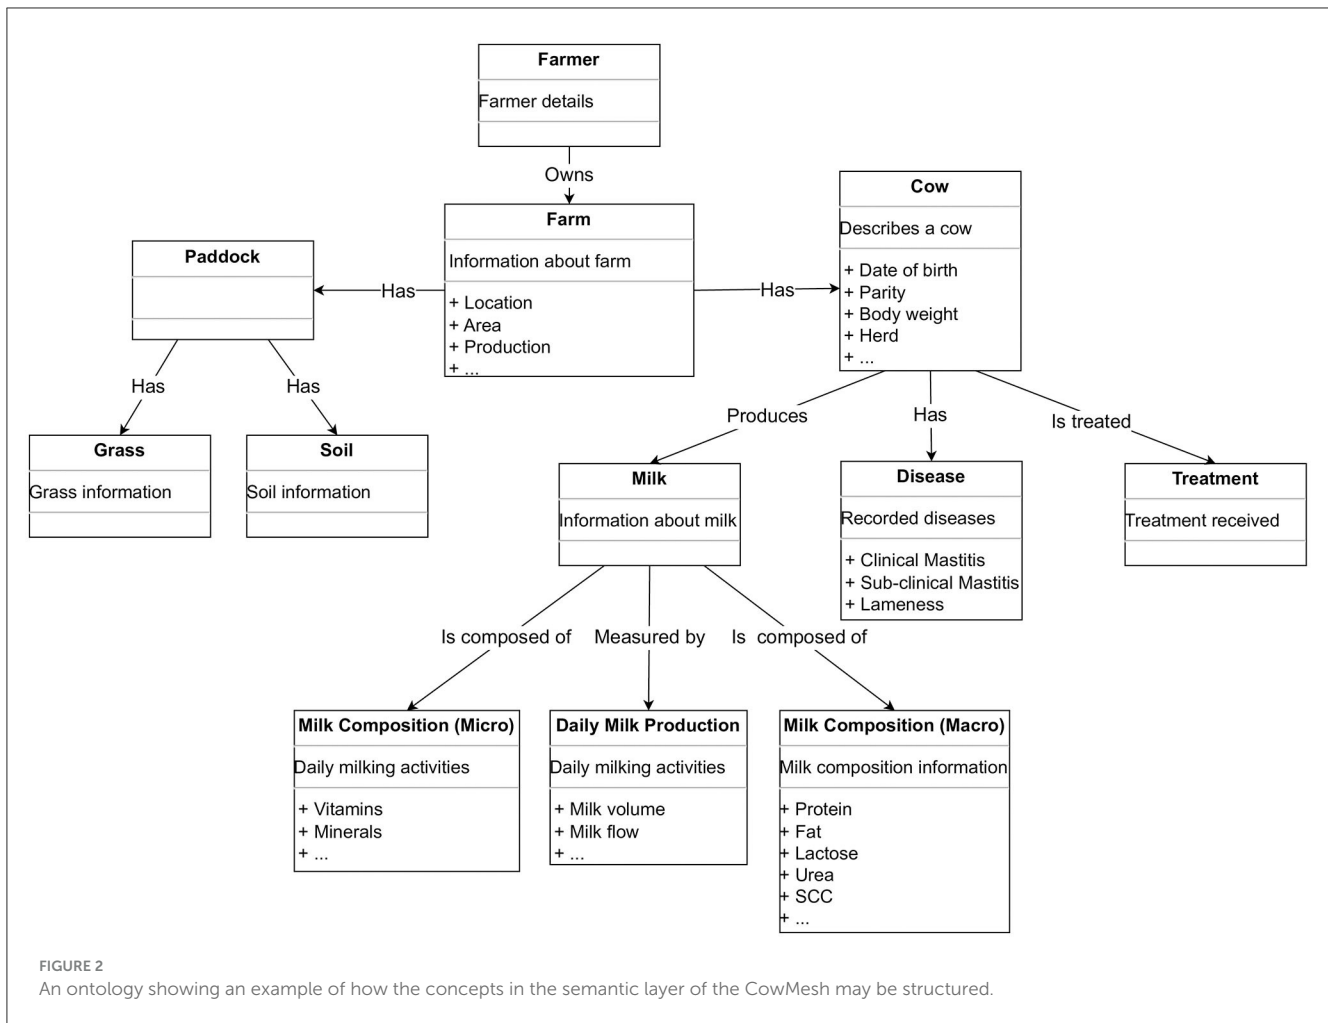 Farmer
Farmer details
Owns
Farm
Information about farm
+ Location
+ Area
+ Production
+ ...
Has
Paddock
Has
Cow
Describes a cow
+ Date of birth
+ Parity
+ Body weight
+ Herd
+ ...
Has
Has
Grass
Grass information
Soil
Soil information
Produces
Has
Is treated
Milk
Information about milk
Disease
Recorded diseases
+ Clinical Mastitis
+ Sub-clinical Mastitis
+ Lameness
Treatment
Treatment received
Is composed of
Measured by
Is composed of
Milk Composition (Micro)
Daily milking activities
+ Vitamins
+ Minerals
+ ...
Daily Milk Production
Daily milking activities
+ Milk volume
+ Milk flow
+ ...
Milk Composition (Macro)
Milk composition information
+ Protein
+ Fat
+ Lactose
+ Urea
+ SCC
+ ...
FIGURE 2
An ontology showing an example of how the concepts in the semantic layer of the CowMesh may be structured.